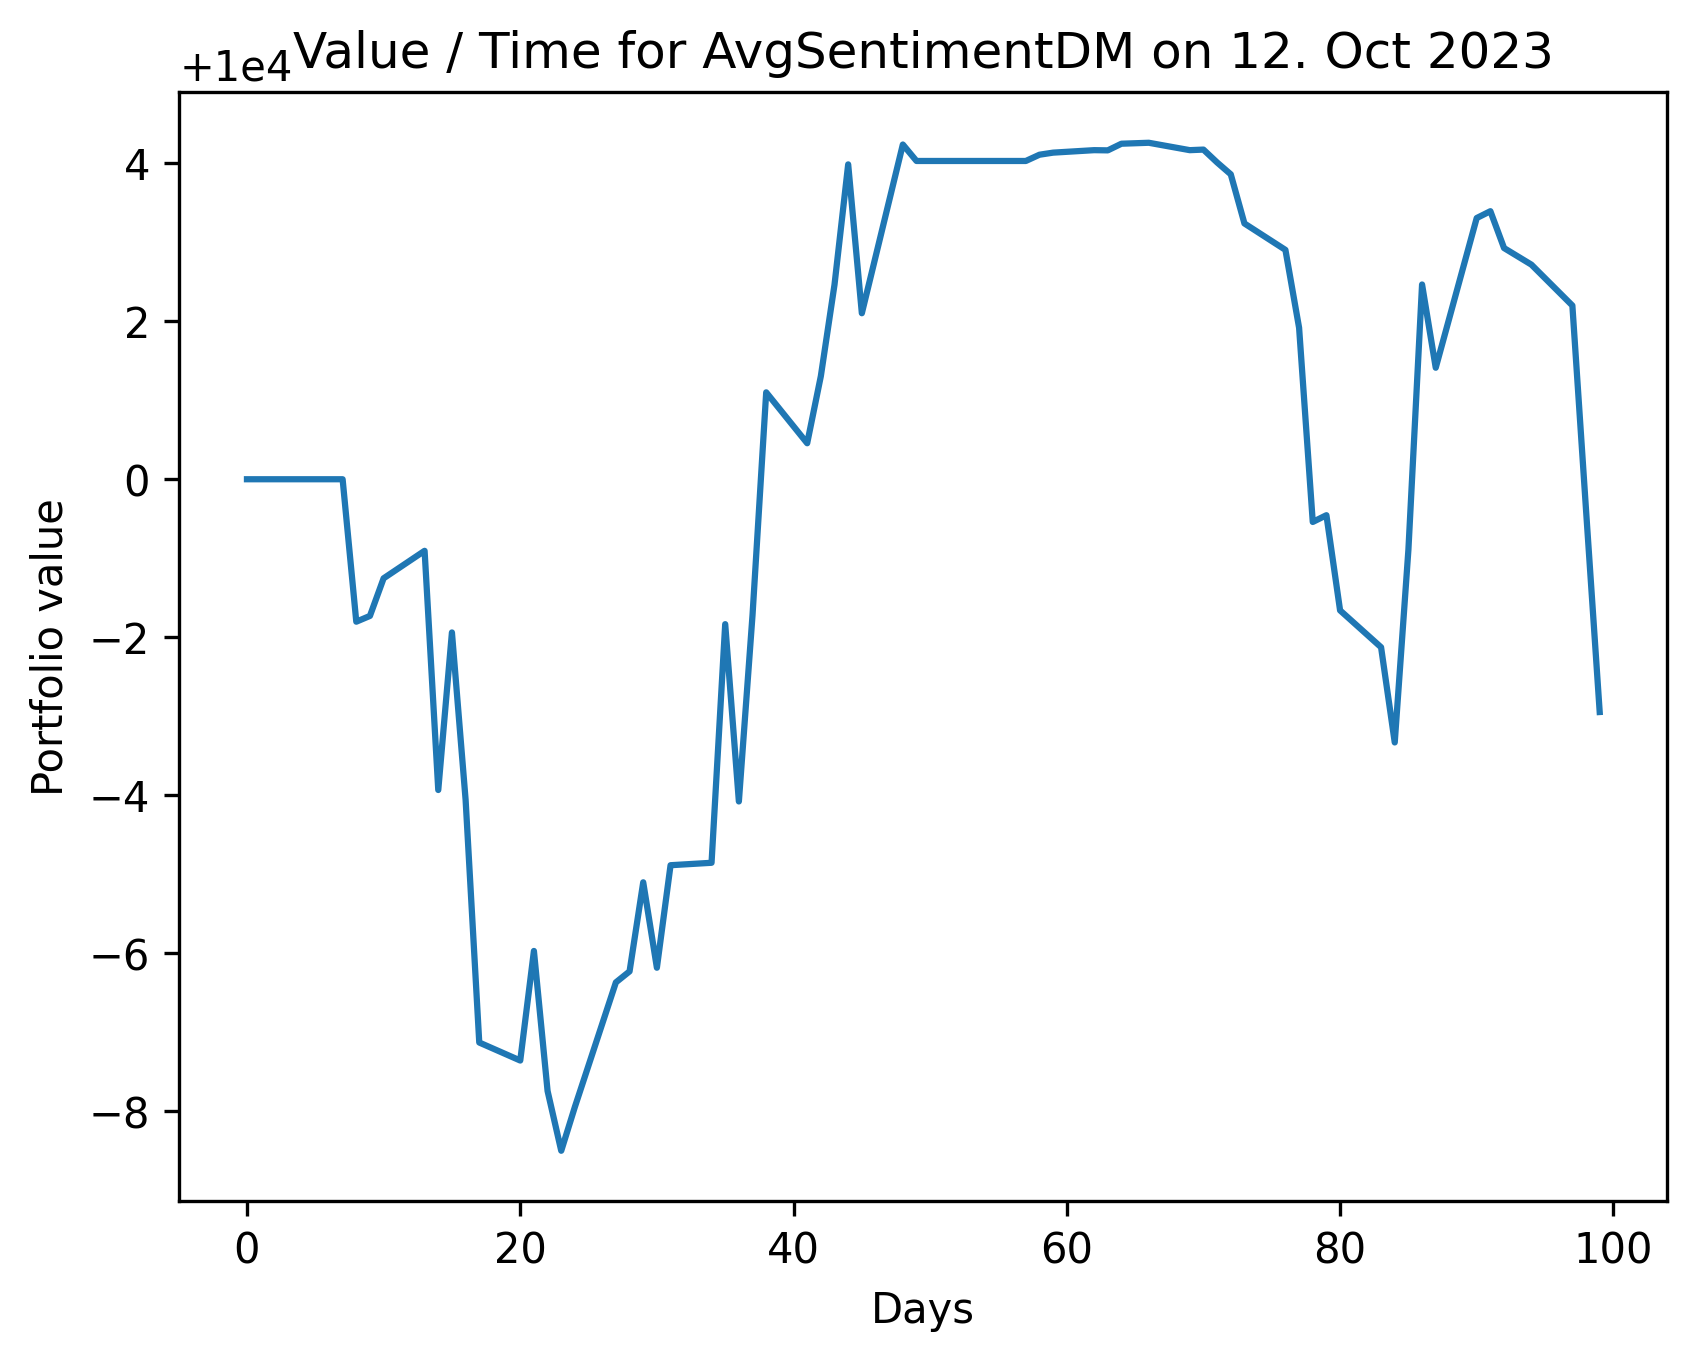 Value / Time for AvgSentimentDM on 12. Oct 2023
+1e4
4
2
0
−2
−4
−6
−8
Portfolio value
0 20 40 60 80 100
Days